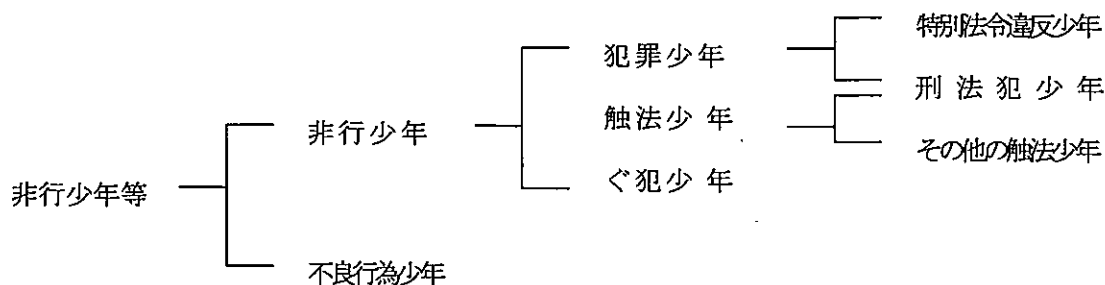 特別法令違反少年
犯罪少年
刑法犯少年
触法少年
非行少年
その他の触法少年
ぐ犯少年
非行少年等
不良行為少年